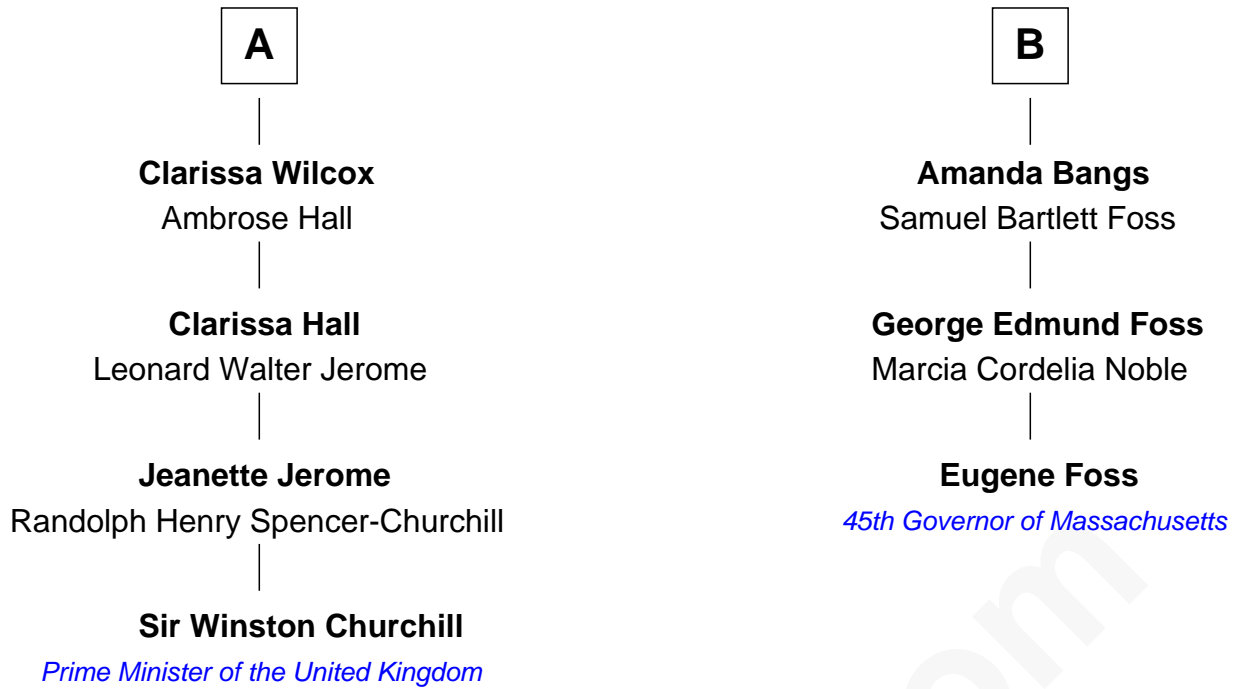 A
Clarissa Wilcox
Ambrose Hall
Clarissa Hall
Leonard Walter Jerome
Jeanette Jerome
Randolph Henry Spencer-Churchill
Sir Winston Churchill
Prime Minister of the United Kingdom
B
Amanda Bangs
Samuel Bartlett Foss
George Edmund Foss
Marcia Cordelia Noble
Eugene Foss
45th Governor of Massachusetts
om